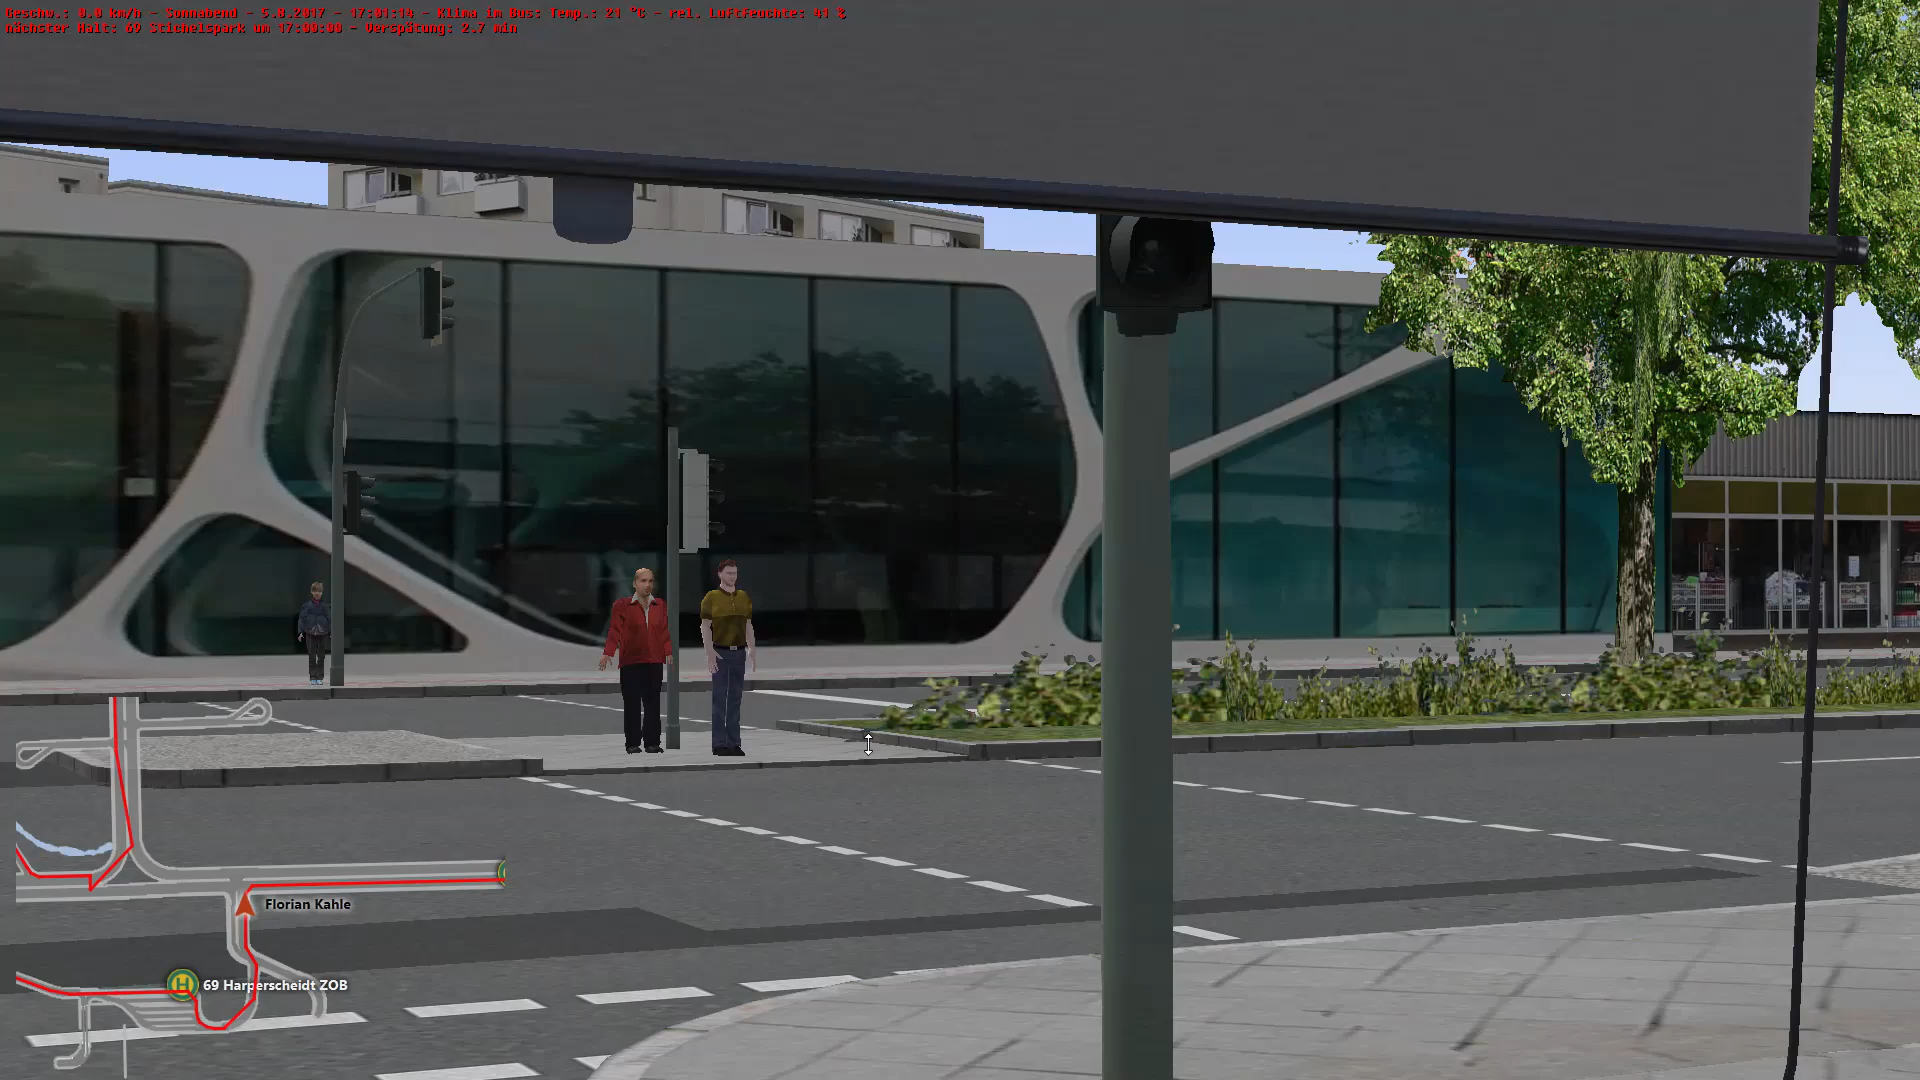 Geschw.: 0.0 km/h - Sonnabend - 5.8.2017 - 17:01:14 - Klima im Bus: Temp.: 21 °C - rel. Luftfeuchte: 41 %
nächster Halt: 69 Stichelspark um 17:00:00 - Verspätung: 2.7 min
Florian Kahle
69 Harperscheidt ZOB